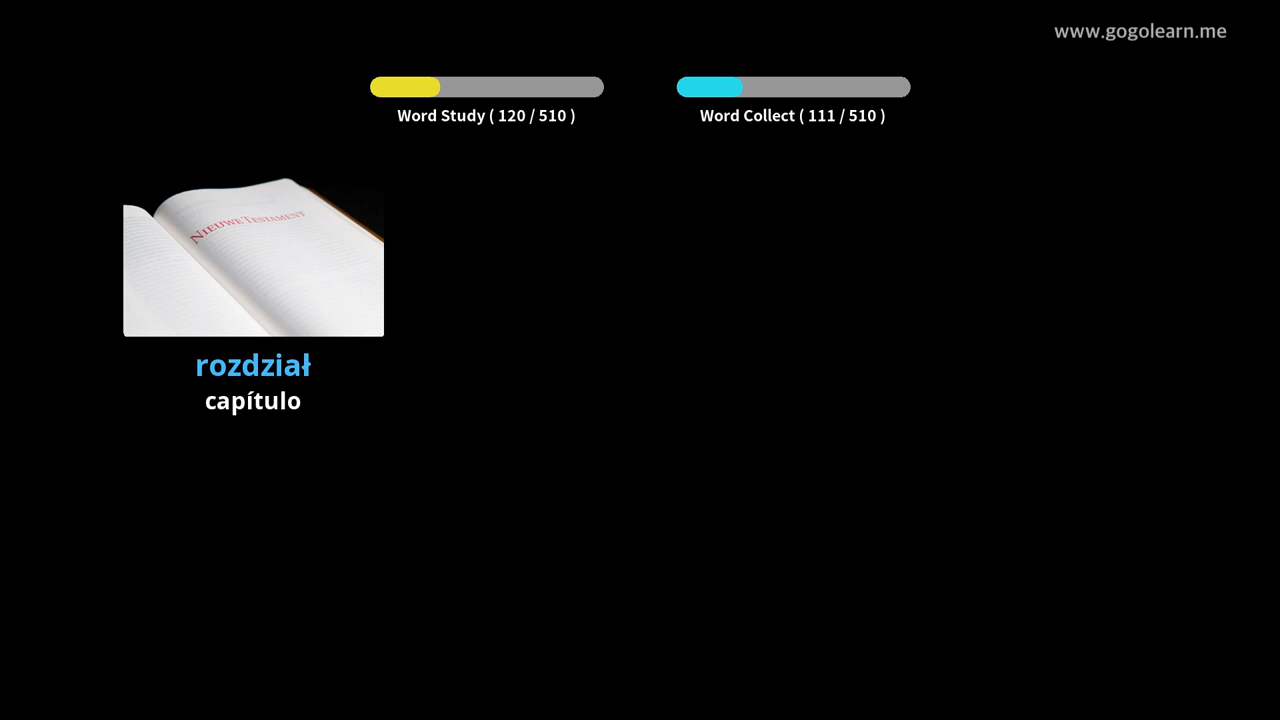 www.gogolearn.me
Word Study ( 120 / 510 )
Word Collect ( 111 / 510 )
NIEUWE TESTAMENT
rozdział
capítulo